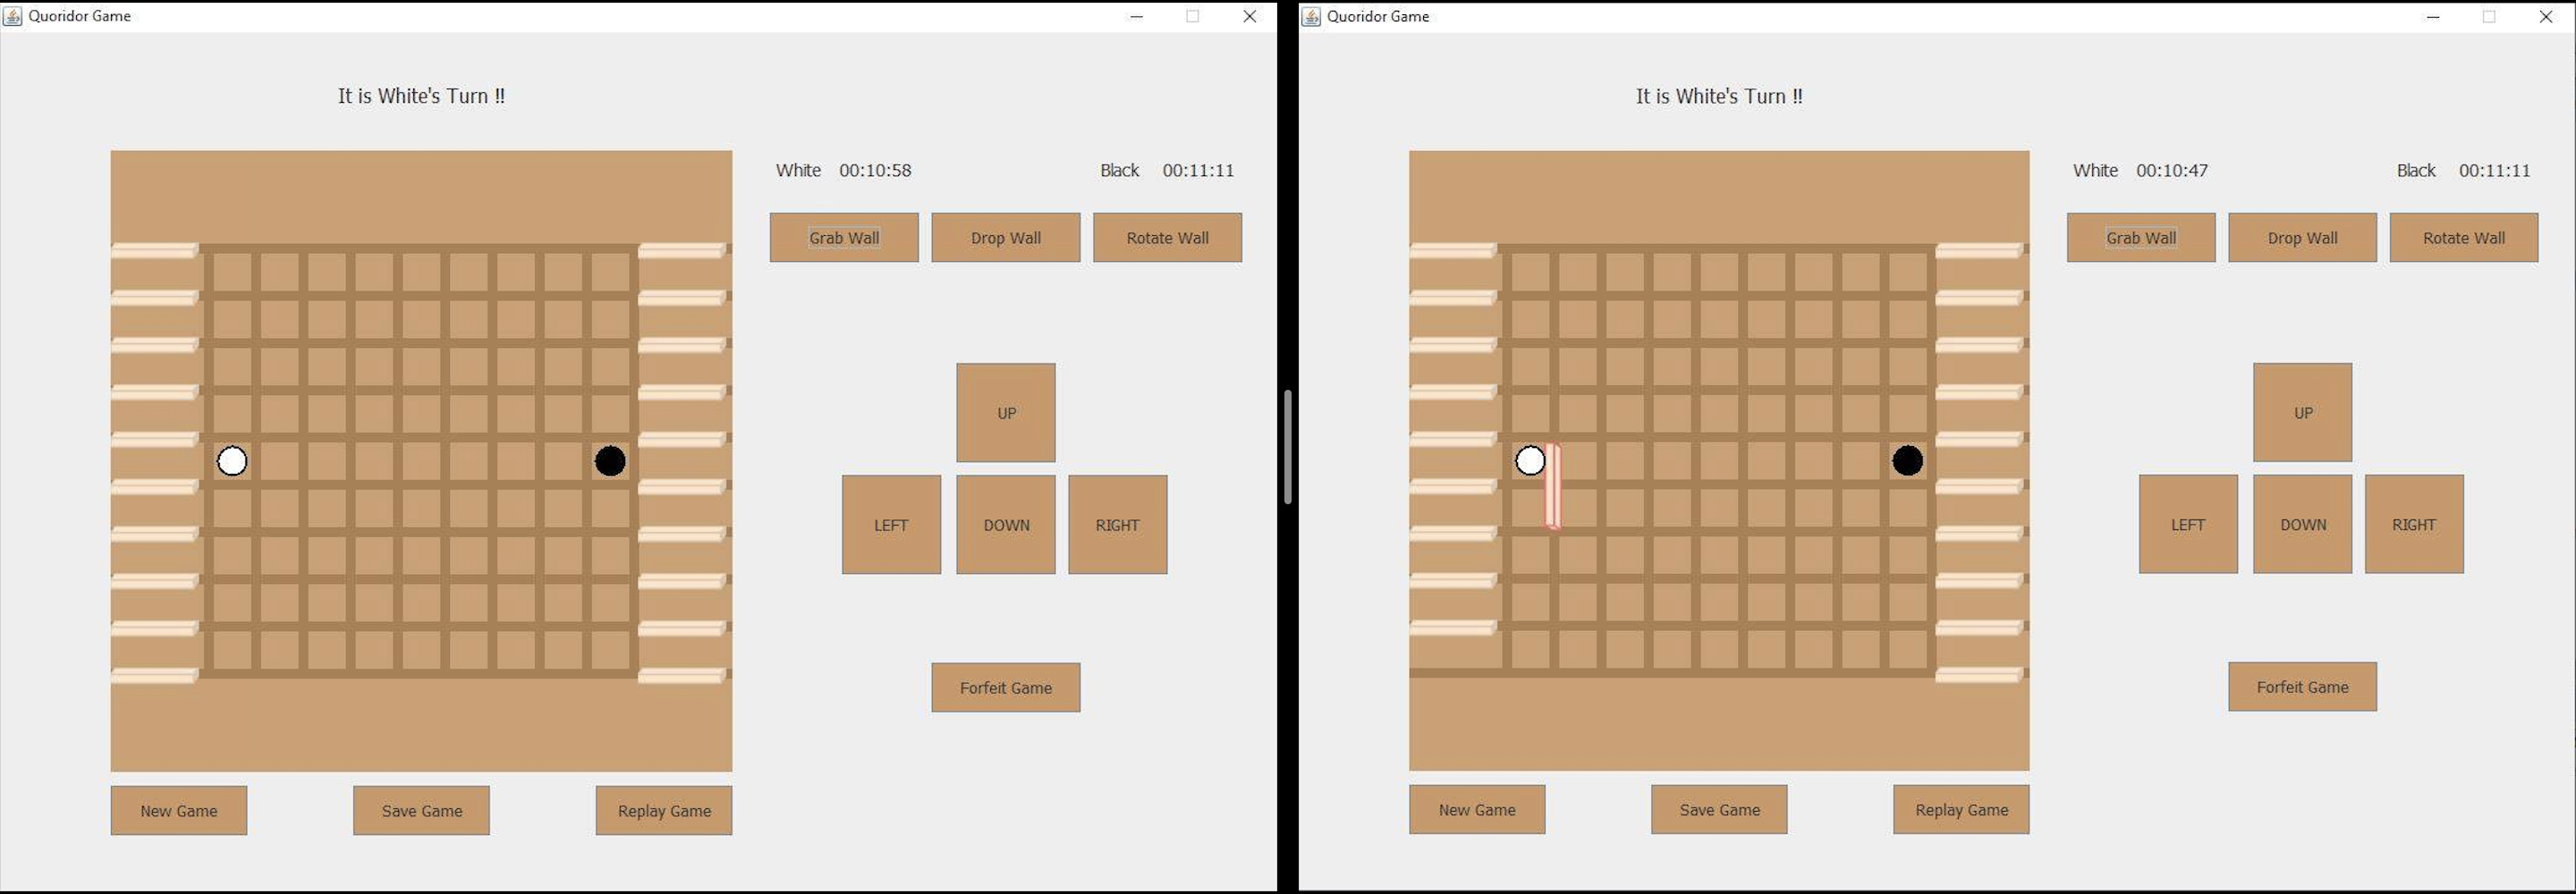 Quoridor Game
It is White's Turn !!
White 00:10:58 Black 00:11:11
Grab Wall Drop Wall Rotate Wall
UP
LEFT DOWN RIGHT
Forfeit Game
New Game Save Game Replay Game
Quoridor Game
It is White's Turn !!
White 00:10:47 Black 00:11:11
Grab Wall Drop Wall Rotate Wall
UP
LEFT DOWN RIGHT
Forfeit Game
New Game Save Game Replay Game